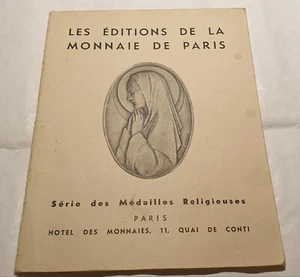 LES ÉDITIONS DE LA
MONNAIE DE PARIS
Série des Médailles Religieuses
PARIS
HOTEL DES MONNAIES, 11, QUAI DE CONTI